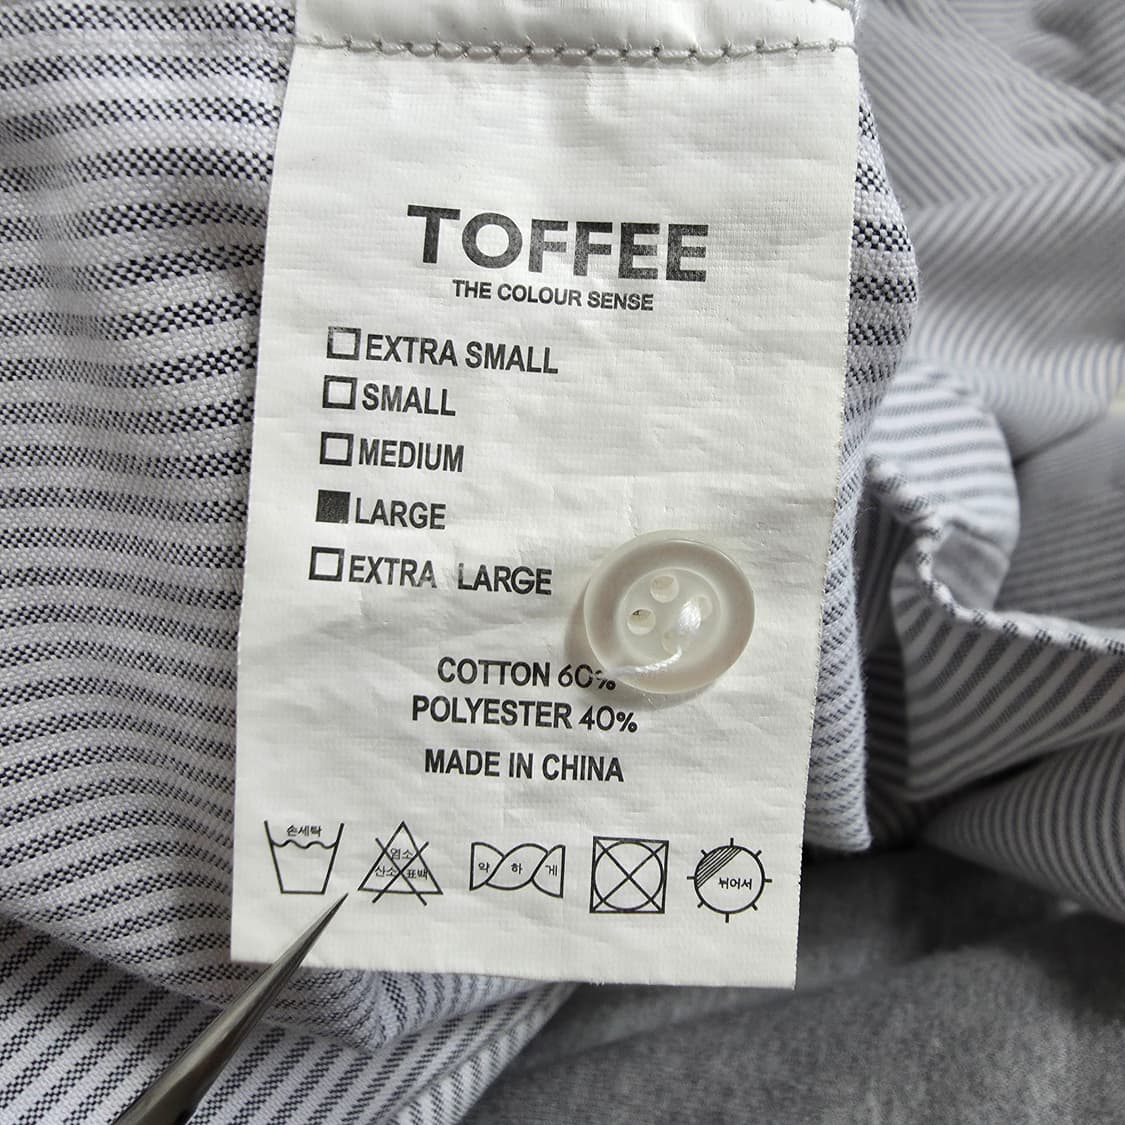 TOFFEE
THE COLOUR SENSE
EXTRA SMALL
SMALL
MEDIUM
LARGE
EXTRA LARGE
COTTON 60%
POLYESTER 40%
MADE IN CHINA
손세탁
염소
산소 표백
약하게
뉘어서